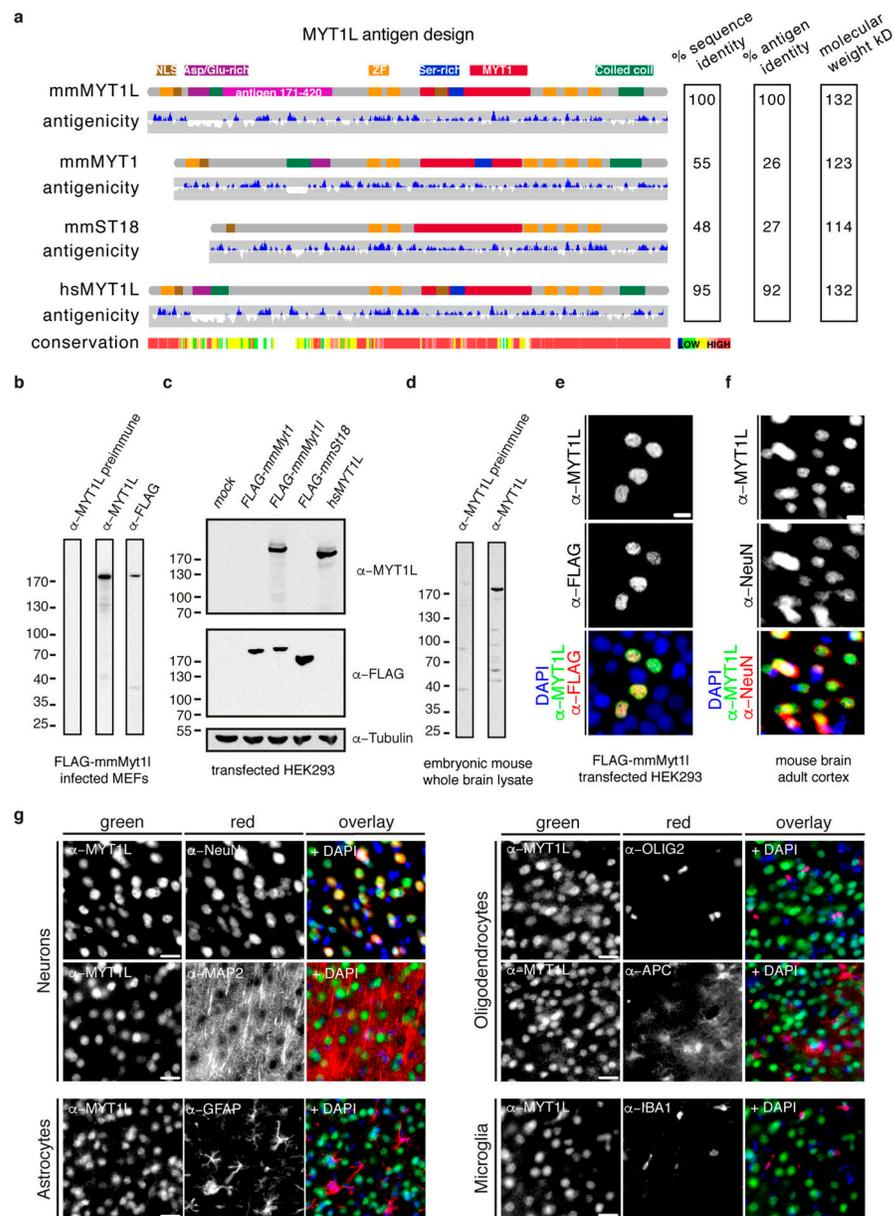 a
MYT1L antigen design
% sequence identity
% antigen identity
molecular weight kD
NLS Asp/Glu-rich ZF Ser-rich MYT1 Coiled coil
mmMYT1L antigen 171-420 100 100 132
antigenicity
mmMYT1 55 26 123
antigenicity
mmST18 48 27 114
antigenicity
hsMYT1L 95 92 132
antigenicity
conservation LOW HIGH
b
α-MYT1L preimmune
α-MYT1L
α-FLAG
170
130
100
70
40
35
25
FLAG-mmMyt1l
infected MEFs
c
mock
FLAG-mmMyt1
FLAG-mmMyt1l
FLAG-mmSt18
hsMYT1L
170
130
100
70
α-MYT1L
170
130
100
70
α-FLAG
55
α-Tubulin
transfected HEK293
d
α-MYT1L preimmune
α-MYT1L
170
130
100
70
40
35
25
embryonic mouse
whole brain lysate
e
α-MYT1L
α-FLAG
DAPI
α-MYT1L
α-FLAG
FLAG-mmMyt1l
transfected HEK293
f
α-MYT1L
α-NeuN
DAPI
α-MYT1L
α-NeuN
mouse brain
adult cortex
g
green red overlay
Neurons
α-MYT1L α-NeuN + DAPI
α-MYT1L α-MAP2 + DAPI
Astrocytes
α-MYT1L α-GFAP + DAPI
green red overlay
Oligodendrocytes
α-MYT1L α-OLIG2 + DAPI
α-MYT1L α-APC + DAPI
Microglia
α-MYT1L α-IBA1 + DAPI